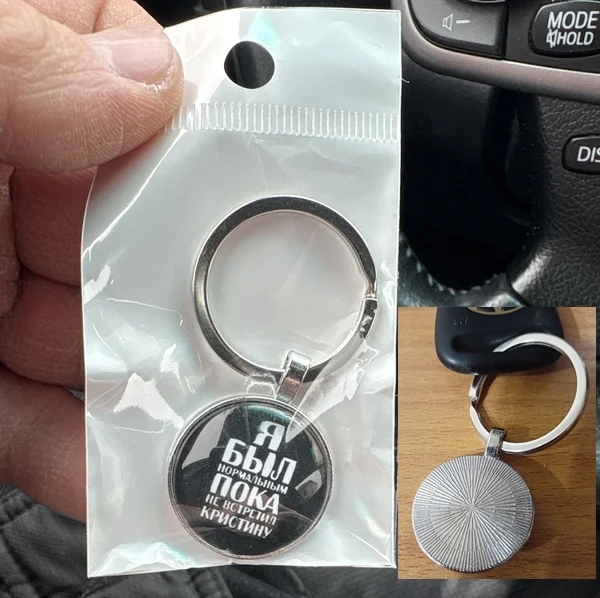 MODE
HOLD
DIS
Я
БЫЛ
НОРМАЛЬНЫМ
ПОКА
НЕ ВСТРЕТИЛ
КРИСТИНУ